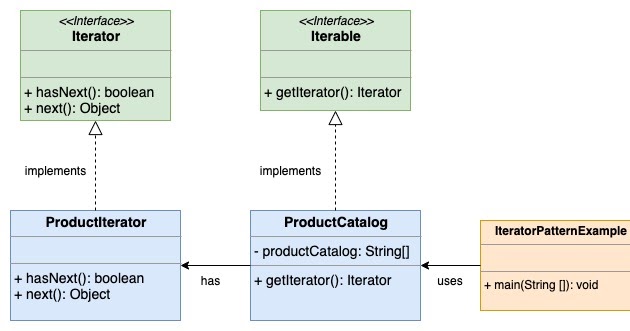 <<Interface>>
Iterator
+ hasNext(): boolean
+ next(): Object
<<Interface>>
Iterable
+ getIterator(): Iterator
implements
implements
ProductIterator
+ hasNext(): boolean
+ next(): Object
has
ProductCatalog
- productCatalog: String[]
+ getIterator(): Iterator
uses
IteratorPatternExample
+ main(String []): void